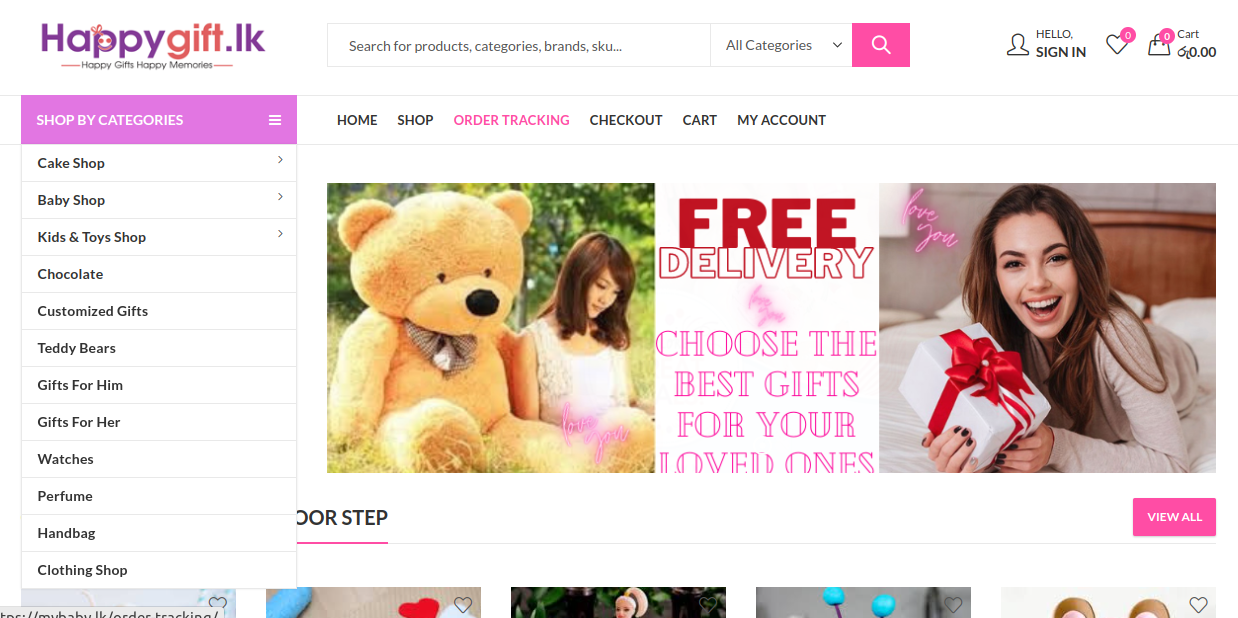 Happygift.lk
Happy Gifts Happy Memories
Search for products, categories, brands, sku...
All Categories
HELLO,
SIGN IN
0
0
Cart
රු0.00
SHOP BY CATEGORIES
HOME SHOP ORDER TRACKING CHECKOUT CART MY ACCOUNT
Cake Shop
Baby Shop
Kids & Toys Shop
Chocolate
Customized Gifts
Teddy Bears
Gifts For Him
Gifts For Her
Watches
Perfume
Handbag
Clothing Shop
love you
FREE
DELIVERY
love you
CHOOSE THE
BEST GIFTS
FOR YOUR
LOVED ONES
love
you
OOR STEP
VIEW ALL
tps://mybaby.lk/order-tracking/